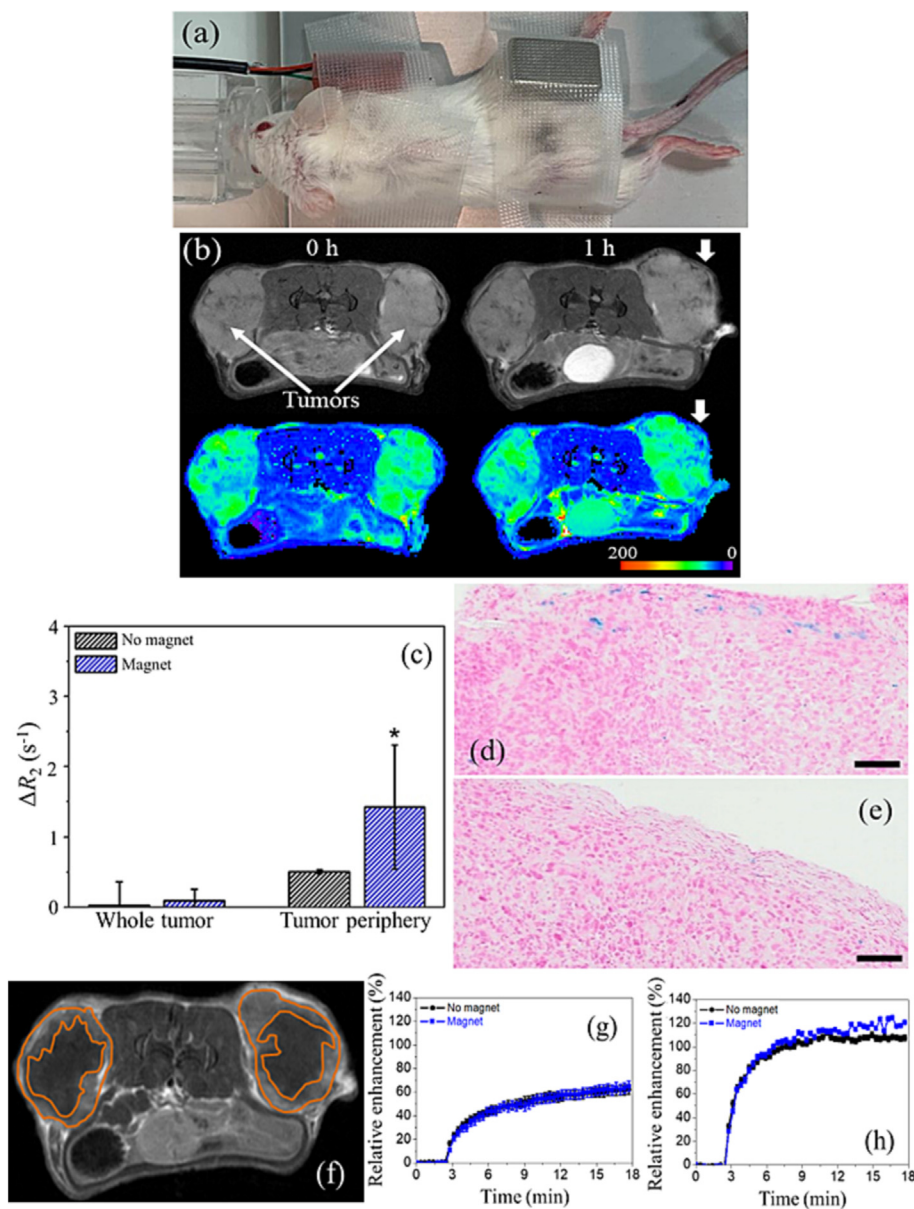 (a)
(b)
0 h
1 h
Tumors
200
0
4
3
2
1
0
ΔR2 (s-1)
No magnet
Magnet
(c)
*
Whole tumor
Tumor periphery
(d)
(e)
(f)
Relative enhancement (%)
140
120
100
80
60
40
20
0
No magnet
Magnet
(g)
0 3 6 9 12 15 18
Time (min)
Relative enhancement (%)
140
120
100
80
60
40
20
0
No magnet
Magnet
(h)
0 3 6 9 12 15 18
Time (min)